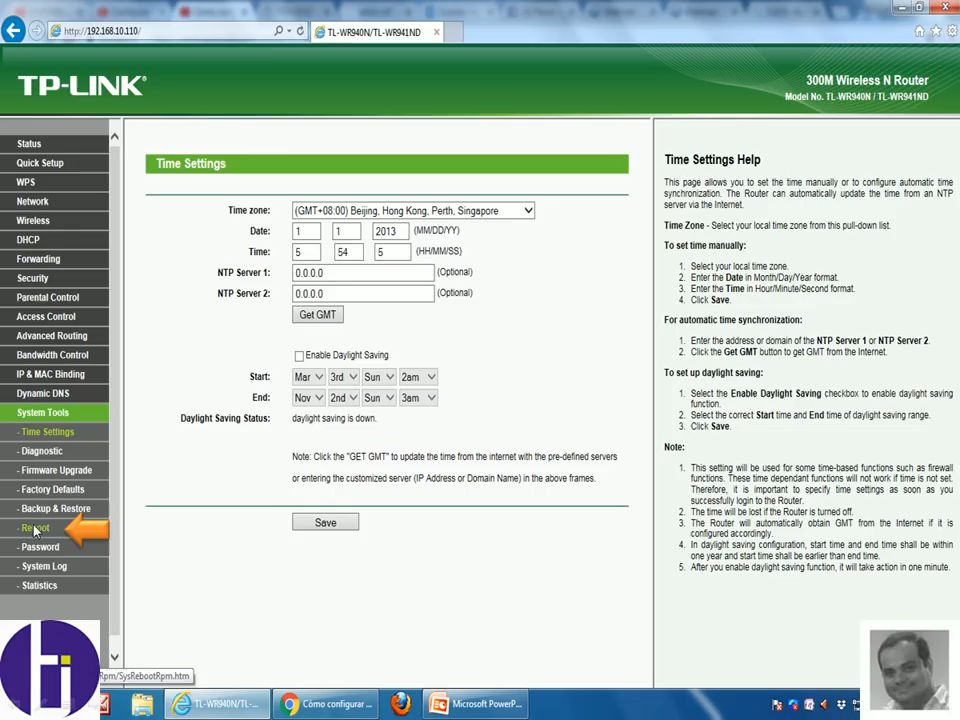 http://192.168.10.110/
TL-WR940N/TL-WR941ND
TP-LINK®
300M Wireless N Router
Model No. TL-WR940N / TL-WR941ND
Status
Quick Setup
WPS
Network
Wireless
DHCP
Forwarding
Security
Parental Control
Access Control
Advanced Routing
Bandwidth Control
IP & MAC Binding
Dynamic DNS
System Tools
- Time Settings
- Diagnostic
- Firmware Upgrade
- Factory Defaults
- Backup & Restore
- Reboot
- Password
- System Log
- Statistics
Time Settings
Time zone: (GMT+08:00) Beijing, Hong Kong, Perth, Singapore
Date: 1 1 2013 (MM/DD/YY)
Time: 5 54 5 (HH/MM/SS)
NTP Server 1: 0.0.0.0 (Optional)
NTP Server 2: 0.0.0.0 (Optional)
Get GMT
Enable Daylight Saving
Start: Mar 3rd Sun 2am
End: Nov 2nd Sun 3am
Daylight Saving Status: daylight saving is down.
Note: Click the "GET GMT" to update the time from the internet with the pre-defined servers
or entering the customized server (IP Address or Domain Name) in the above frames.
Save
Time Settings Help
This page allows you to set the time manually or to configure automatic time
synchronization. The Router can automatically update the time from an NTP
server via the Internet.
Time Zone - Select your local time zone from this pull-down list.
To set time manually:
1. Select your local time zone.
2. Enter the Date in Month/Day/Year format.
3. Enter the Time in Hour/Minute/Second format.
4. Click Save.
For automatic time synchronization:
1. Enter the address or domain of the NTP Server 1 or NTP Server 2.
2. Click the Get GMT button to get GMT from the Internet.
To set up daylight saving:
1. Select the Enable Daylight Saving checkbox to enable daylight saving
function.
2. Select the correct Start time and End time of daylight saving range.
3. Click Save.
Note:
1. This setting will be used for some time-based functions such as firewall
functions. These time dependant functions will not work if time is not set.
Therefore, it is important to specify time settings as soon as you
successfully login to the Router.
2. The time will be lost if the Router is turned off.
3. The Router will automatically obtain GMT from the Internet if it is
configured accordingly.
4. In daylight saving configuration, start time and end time shall be within
one year and start time shall be earlier than end time.
5. After you enable daylight saving function, it will take action in one minute.
hi
Rpm/SysRebootRpm.htm
TL-WR940N/TL-...
Cómo configurar ...
Microsoft PowerP...